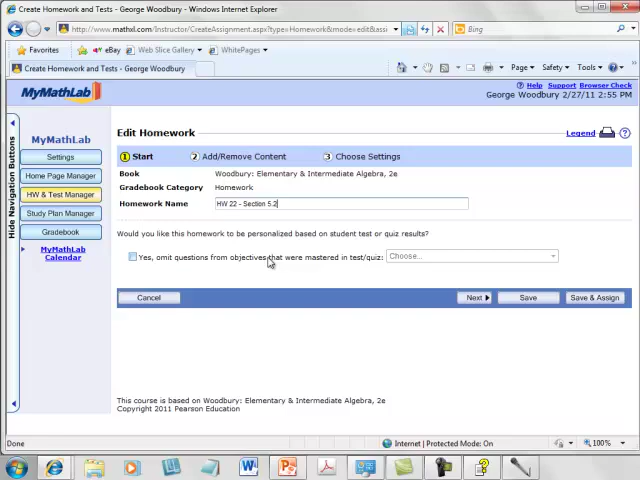 Create Homework and Tests - George Woodbury - Windows Internet Explorer
http://www.mathxl.com/Instructor/CreateAssignment.aspx?type=Homework&mode=edit&assi
Bing
Favorites eBay Web Slice Gallery WhitePages
Create Homework and Tests - George Woodbury
Page Safety Tools
MyMathLab
Help Support Browser Check
George Woodbury 2/27/11 2:55 PM
Hide Navigation Buttons
MyMathLab
Settings
Home Page Manager
HW & Test Manager
Study Plan Manager
Gradebook
MyMathLab
Calendar
Edit Homework
Legend
1 Start 2 Add/Remove Content 3 Choose Settings
Book Woodbury: Elementary & Intermediate Algebra, 2e
Gradebook Category Homework
Homework Name HW 22 - Section 5.2
Would you like this homework to be personalized based on student test or quiz results?
Yes, omit questions from objectives that were mastered in test/quiz: Choose...
Cancel Next Save Save & Assign
This course is based on Woodbury: Elementary & Intermediate Algebra, 2e
Copyright 2011 Pearson Education
Done Internet | Protected Mode: On 100%